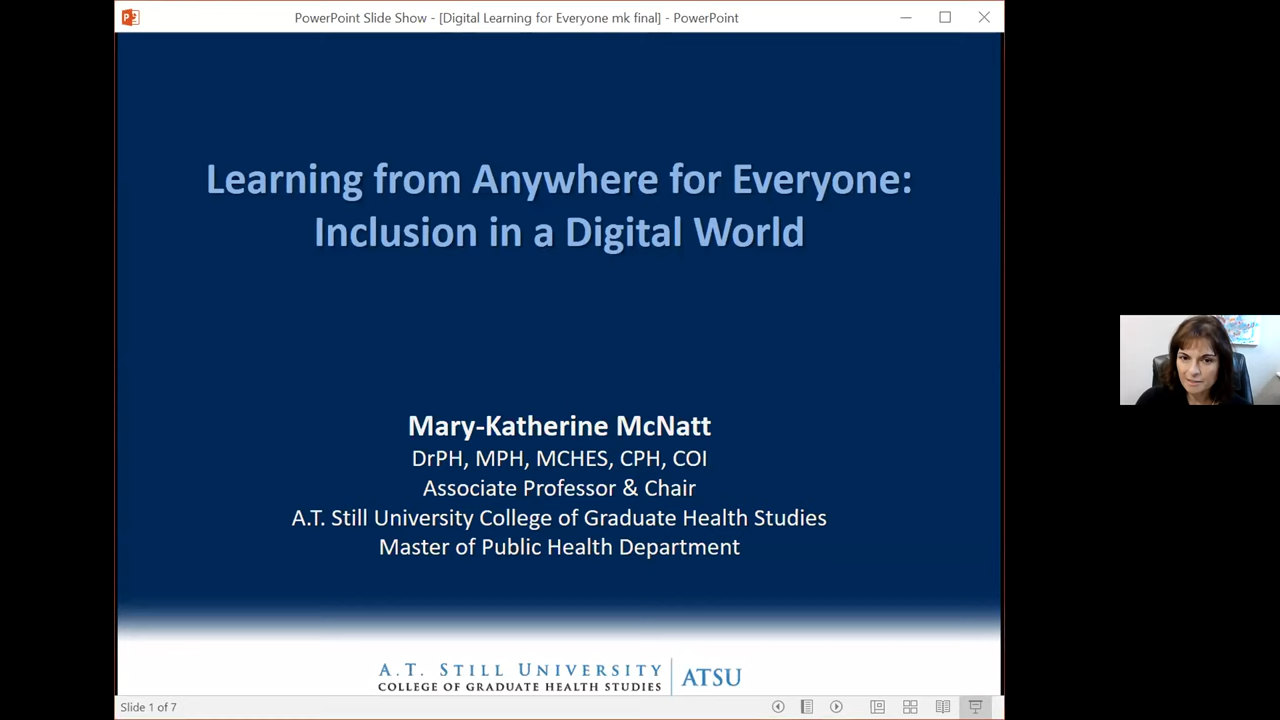 PowerPoint Slide Show - [Digital Learning for Everyone mk final] - PowerPoint
Learning from Anywhere for Everyone:
Inclusion in a Digital World
Mary-Katherine McNatt
DrPH, MPH, MCHES, CPH, COI
Associate Professor & Chair
A.T. Still University College of Graduate Health Studies
Master of Public Health Department
A.T. STILL UNIVERSITY
COLLEGE OF GRADUATE HEALTH STUDIES
ATSU
Slide 1 of 7